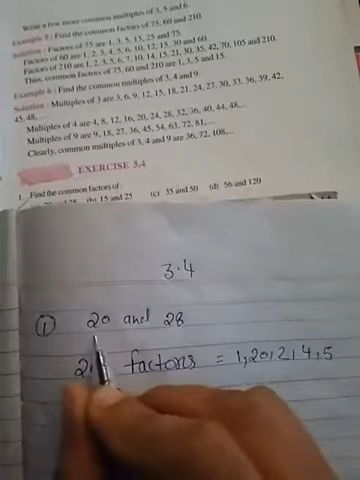 Write a few more common multiples of 3, 5 and 6.
Example 5 : Find the common factors of 75, 60 and 210.
Solution : Factors of 75 are 1, 3, 5, 15, 25 and 75.
Factors of 60 are 1, 2, 3, 4, 5, 6, 10, 12, 15, 30 and 60.
Factors of 210 are 1, 2, 3, 5, 6, 7, 10, 14, 15, 21, 30, 35, 42, 70, 105 and 210.
Thus, common factors of 75, 60 and 210 are 1, 3, 5 and 15.
Example 6 : Find the common multiples of 3, 4 and 9.
Solution : Multiples of 3 are 3, 6, 9, 12, 15, 18, 21, 24, 27, 30, 33, 36, 39, 42,
45, 48, ...
Multiples of 4 are 4, 8, 12, 16, 20, 24, 28, 32, 36, 40, 44, 48,...
Multiples of 9 are 9, 18, 27, 36, 45, 54, 63, 72, 81,...
Clearly, common multiples of 3, 4 and 9 are 36, 72, 108,...
EXERCISE 3.4
1. Find the common factors of :
(b) 15 and 25 (c) 35 and 50 (d) 56 and 120
3.4
① 20 and 28
factors = 1,20,2,4,5